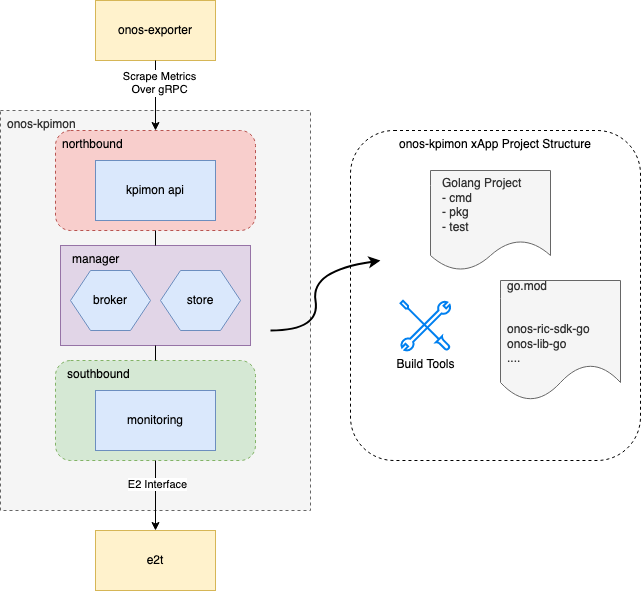 onos-exporter
Scrape Metrics
Over gRPC
onos-kpimon
northbound
kpimon api
manager
broker
store
southbound
monitoring
E2 Interface
e2t
onos-kpimon xApp Project Structure
Golang Project
- cmd
- pkg
- test
go.mod
onos-ric-sdk-go
onos-lib-go
....
Build Tools